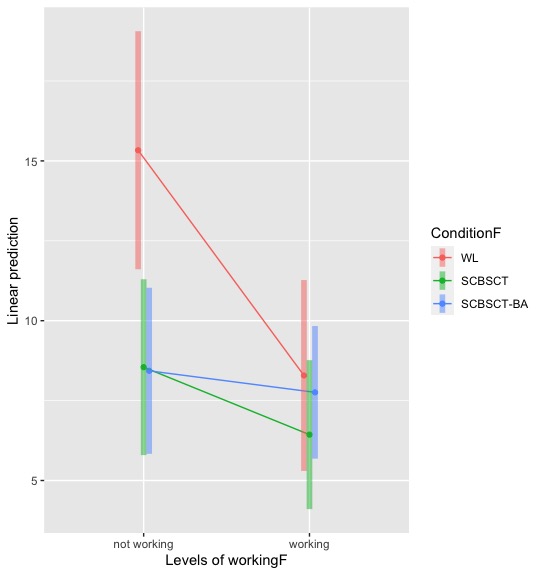 Linear prediction
15
10
5
not working
working
Levels of workingF
ConditionF
WL
SCBSCT
SCBSCT-BA